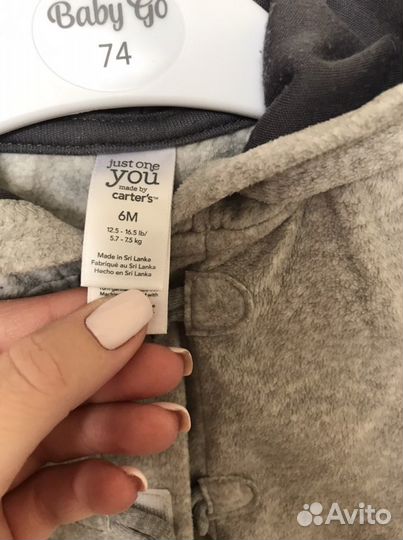 Baby Go
74
just one
you
made by
carter's™
6M
12.5 - 16.5 lb/
5.7 - 7.5 kg
Made in Sri Lanka
Fabriqué au Sri Lanka
Hecho en Sri Lanka
Avito